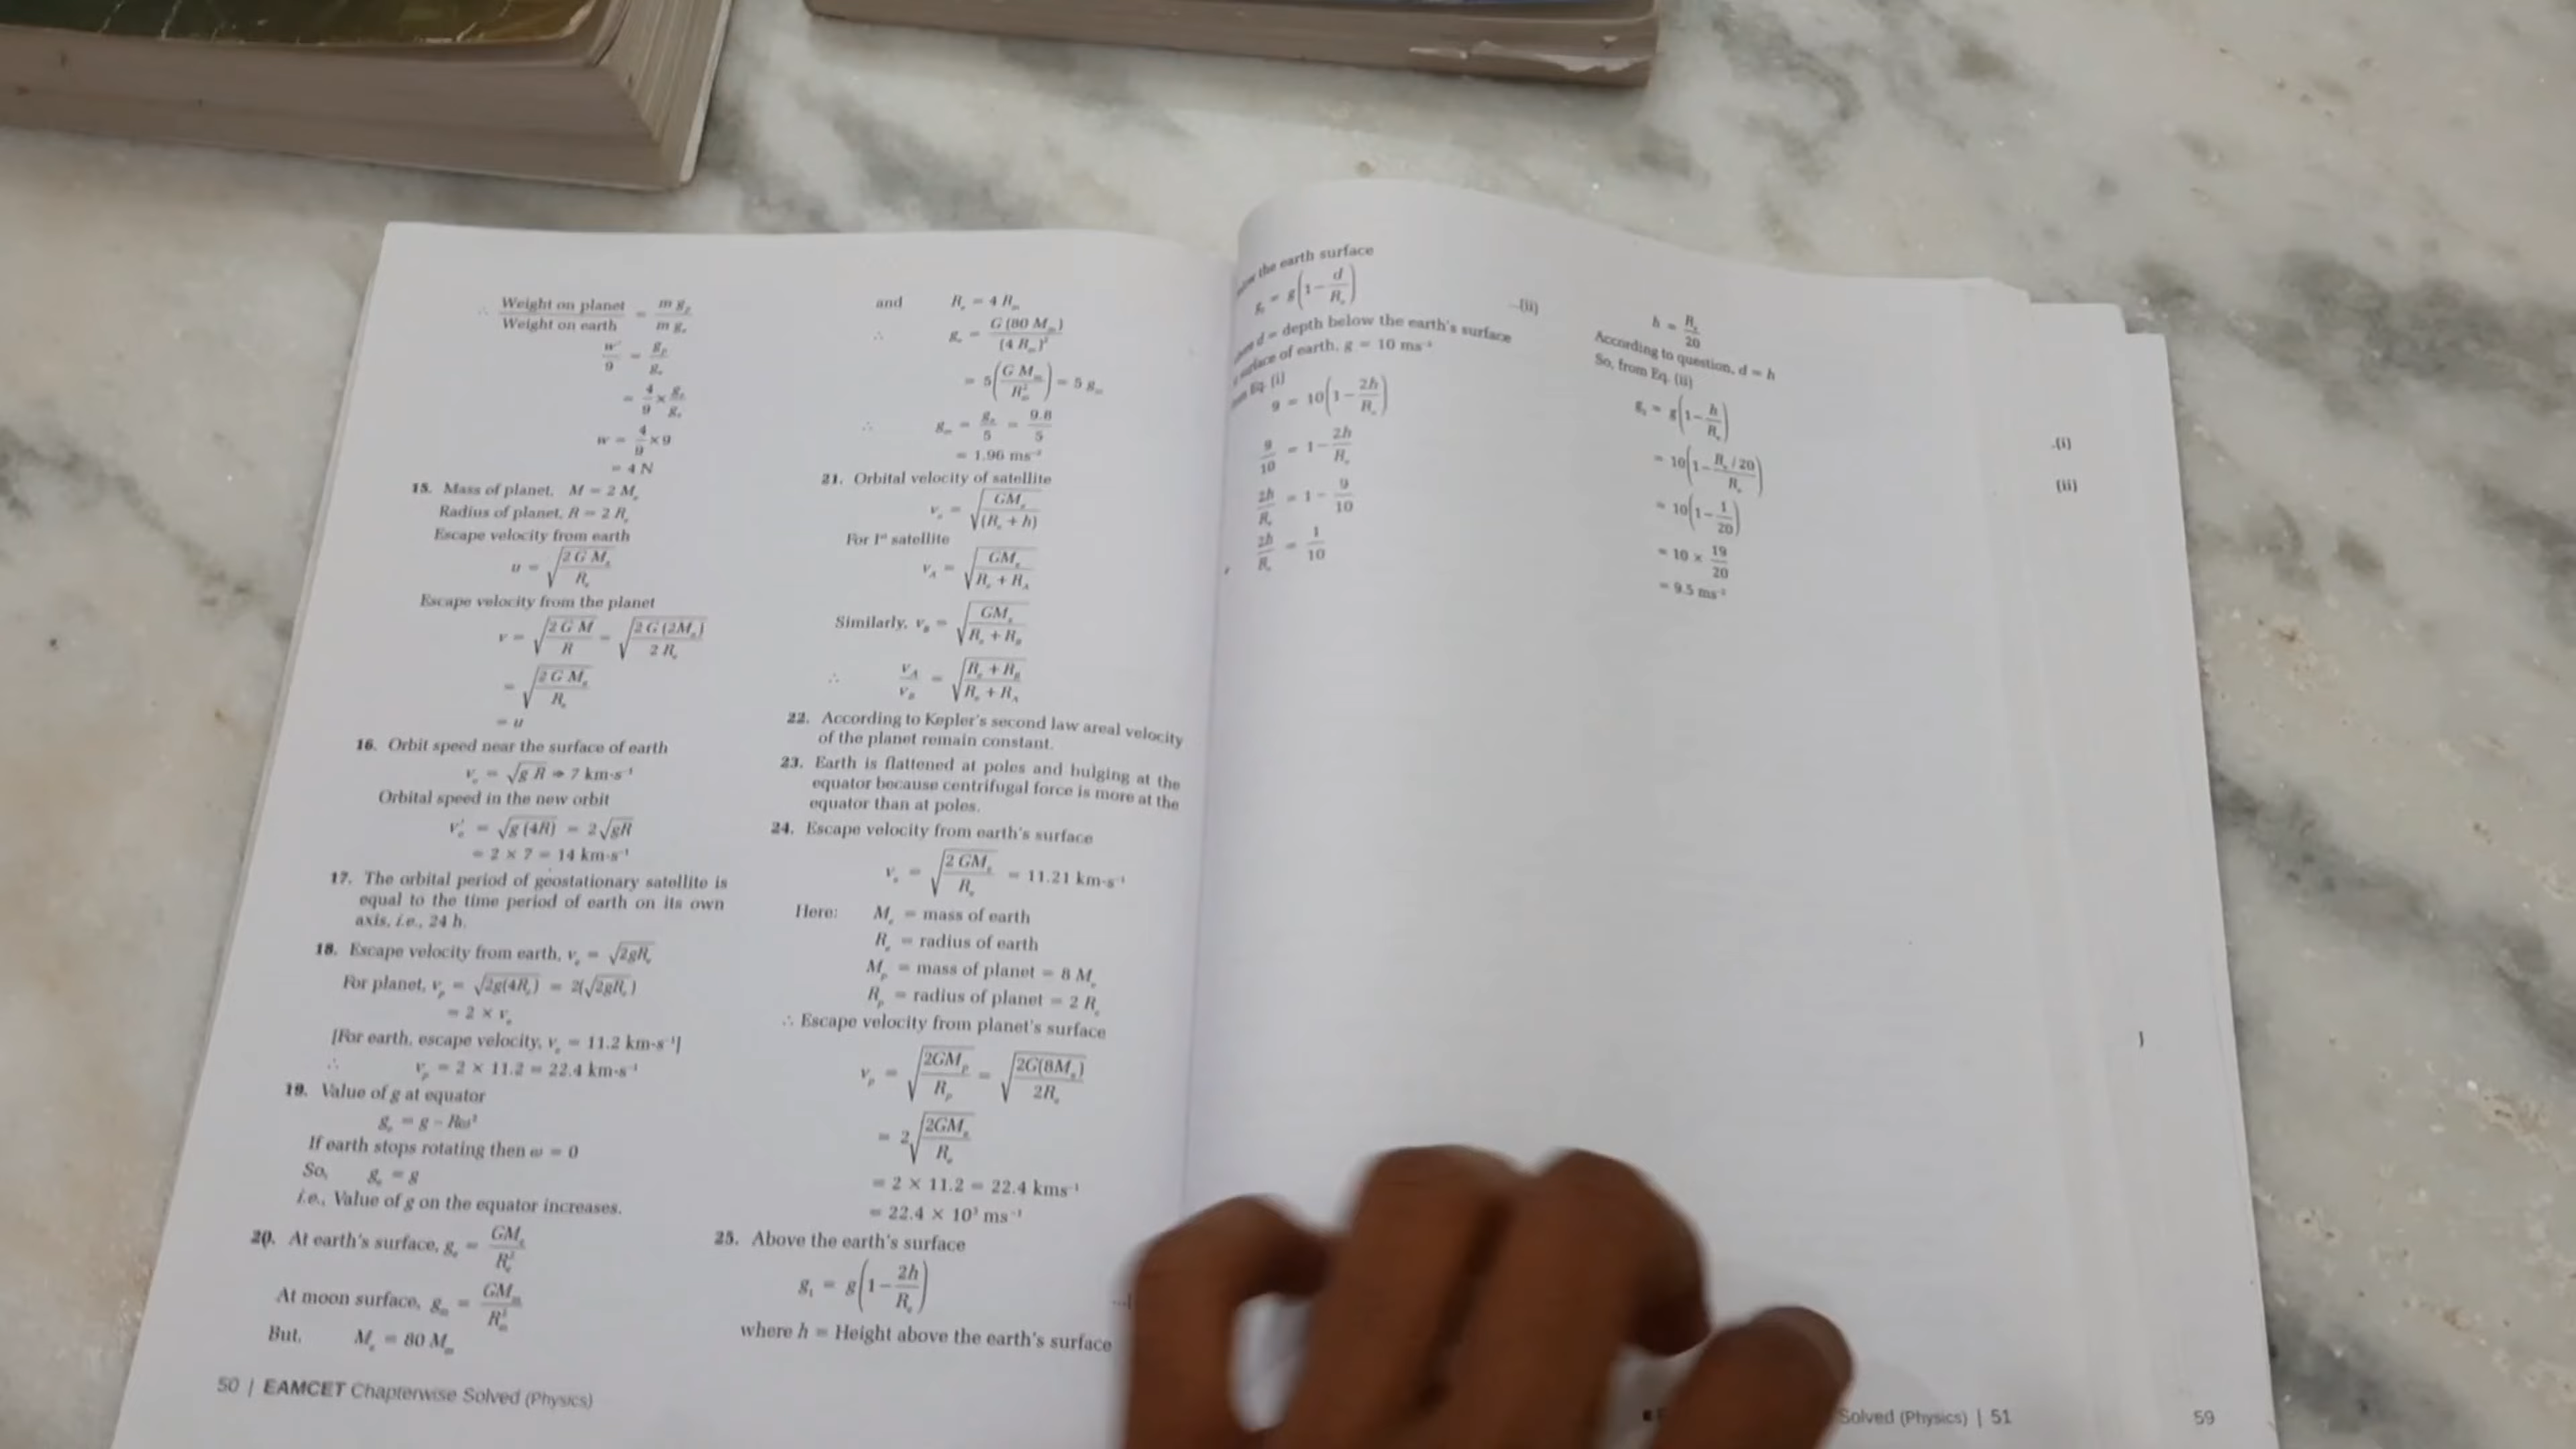 ∴ Weight on planet / Weight on earth = m g_p / m g_e
w / 9 = g_p / g_e
= 4/9 × g_e / g_e
w = 4/9 × 9
= 4 N
15. Mass of planet, M = 2 M_e
Radius of planet, R = 2 R_e
Escape velocity from earth
u = √(2 G M_e / R_e)
Escape velocity from the planet
v = √(2 G M / R) = √(2 G (2M_e) / 2 R_e)
= √(2 G M_e / R_e)
= u
16. Orbit speed near the surface of earth
v_o = √(g R) ⇒ 7 km-s⁻¹
Orbital speed in the new orbit
v'_o = √(g (4R)) = 2√(gR)
= 2 × 7 = 14 km-s⁻¹
17. The orbital period of geostationary satellite is
equal to the time period of earth on its own
axis, i.e., 24 h.
18. Escape velocity from earth, v_e = √(2gR_e)
For planet, v_p = √(2g(4R_e)) = 2(√(2gR_e))
= 2 × v_e
[For earth, escape velocity, v_e = 11.2 km-s⁻¹]
∴ v_p = 2 × 11.2 = 22.4 km-s⁻¹
19. Value of g at equator
g_e = g − Rω²
If earth stops rotating then ω = 0
So, g_e = g
i.e., Value of g on the equator increases.
20. At earth's surface, g_e = GM_e / R_e²
At moon surface, g_m = GM_m / R_m²
But, M_e = 80 M_m
50 | EAMCET Chapterwise Solved (Physics)
and R_e = 4 R_m
∴ g_e = G (80 M_m) / (4 R_m)²
= 5(G M_m / R_m²) = 5 g_m
∴ g_m = g_e / 5 = 9.8 / 5
= 1.96 ms⁻²
21. Orbital velocity of satellite
v_o = √(GM_e / (R_e + h))
For Iˢᵗ satellite
v_A = √(GM_e / R_e + R_A)
Similarly, v_B = √(GM_e / R_e + R_B)
∴ v_A / v_B = √(R_e + R_B / R_e + R_A)
22. According to Kepler's second law areal velocity
of the planet remain constant.
23. Earth is flattened at poles and bulging at the
equator because centrifugal force is more at the
equator than at poles.
24. Escape velocity from earth's surface
v_e = √(2 GM_e / R_e) = 11.21 km-s⁻¹
Here: M_e = mass of earth
R_e = radius of earth
M_p = mass of planet = 8 M_e
R_p = radius of planet = 2 R_e
∴ Escape velocity from planet's surface
v_p = √(2GM_p / R_p) = √(2G(8M_e) / 2R_e)
= 2√(2GM_e / R_e)
= 2 × 11.2 = 22.4 kms⁻¹
= 22.4 × 10³ ms⁻¹
25. Above the earth's surface
g₁ = g(1 − 2h / R_e)
where h = Height above the earth's surface
the earth surface
g₂ = g(1 − d / R_e) ...(ii)
d = depth below the earth's surface
of earth, g = 10 ms⁻²
Eq. (i)
9 = 10(1 − 2h / R_e)
9 / 10 = 1 − 2h / R_e
2h / R_e = 1 − 9 / 10
2h / R_e = 1 / 10
h = R_e / 20
According to question, d = h
So, from Eq. (ii)
g₂ = g(1 − h / R_e)
= 10(1 − R_e / 20 / R_e)
= 10(1 − 1 / 20)
= 10 × 19 / 20
= 9.5 ms⁻²
Solved (Physics) | 51
.(i)
(ii)
59